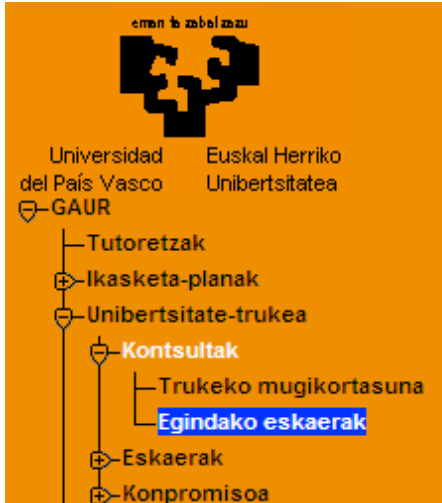 eman ta zabal zazu
Universidad Euskal Herriko
del País Vasco Unibertsitatea
GAUR
Tutoretzak
Ikasketa-planak
Unibertsitate-trukea
Kontsultak
Trukeko mugikortasuna
Egindako eskaerak
Eskaerak
Konpromisoa